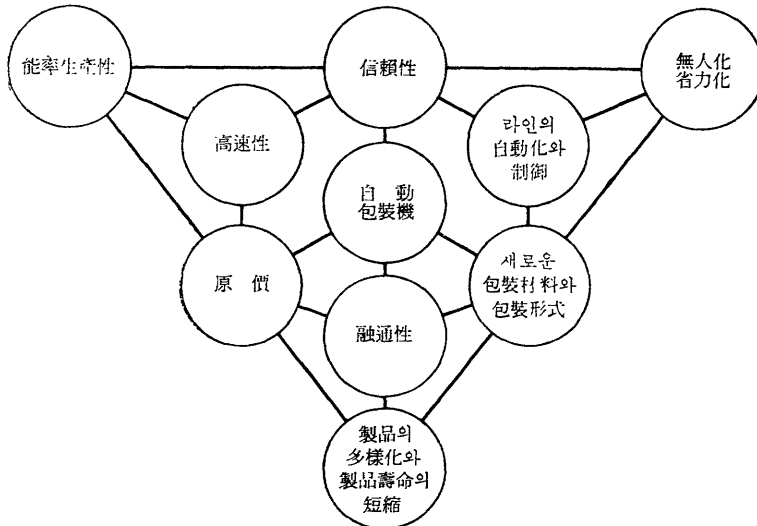 能率生産性
信賴性
無人化
省力化
高速性
라인의
自動化와
制御
自 動
包裝機
原 價
새로운
包裝材料와
包裝形式
融通性
製品의
多樣化와
製品壽命의
短縮